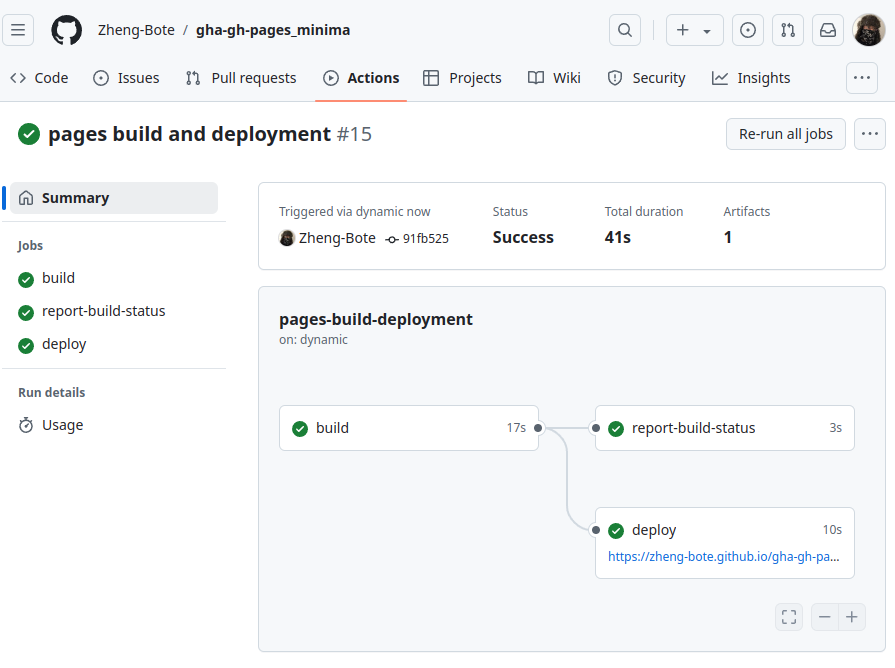 Zheng-Bote / gha-gh-pages_minima
Code Issues Pull requests Actions Projects Wiki Security Insights
pages build and deployment #15
Re-run all jobs
Summary
Jobs
build
report-build-status
deploy
Run details
Usage
Triggered via dynamic now
Zheng-Bote 91fb525
Status
Success
Total duration
41s
Artifacts
1
pages-build-deployment
on: dynamic
build 17s
report-build-status 3s
deploy 10s
https://zheng-bote.github.io/gha-gh-pa...